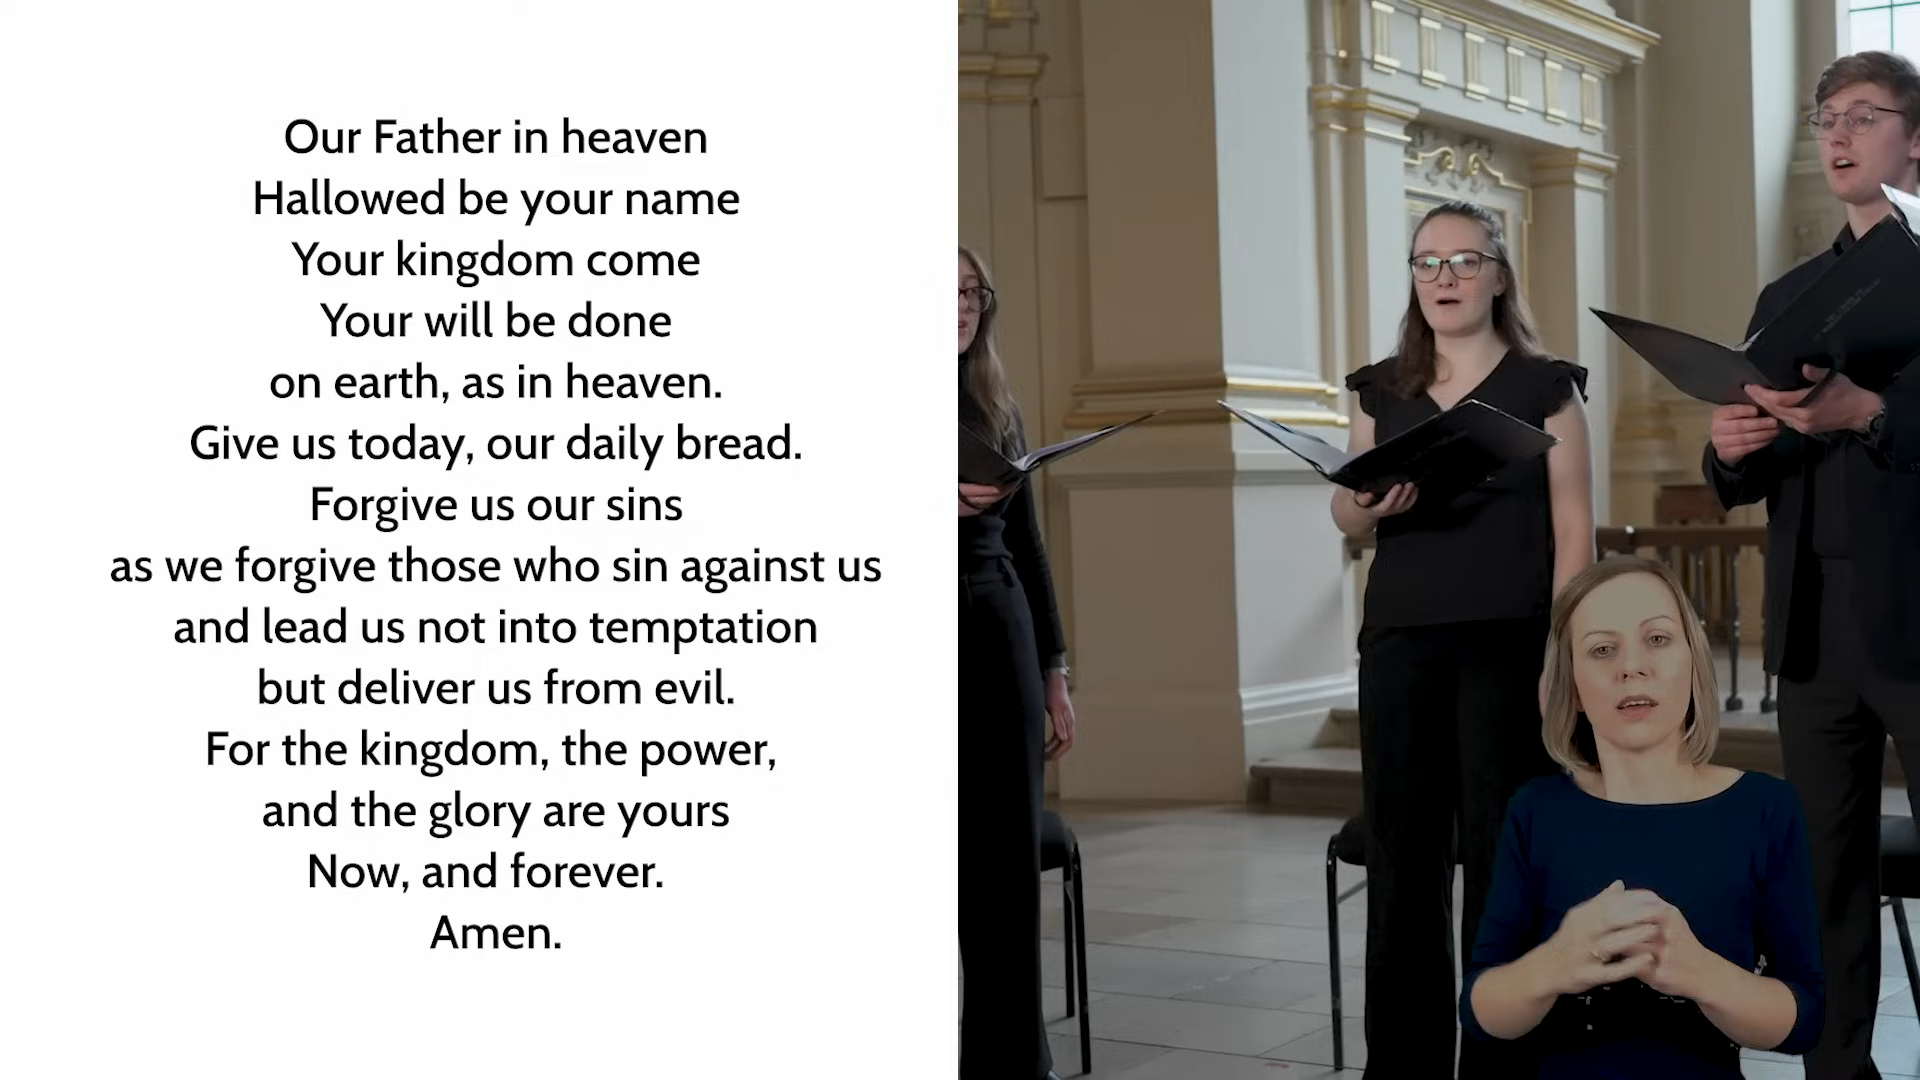 Our Father in heaven
Hallowed be your name
Your kingdom come
Your will be done
on earth, as in heaven.
Give us today, our daily bread.
Forgive us our sins
as we forgive those who sin against us
and lead us not into temptation
but deliver us from evil.
For the kingdom, the power,
and the glory are yours
Now, and forever.
Amen.